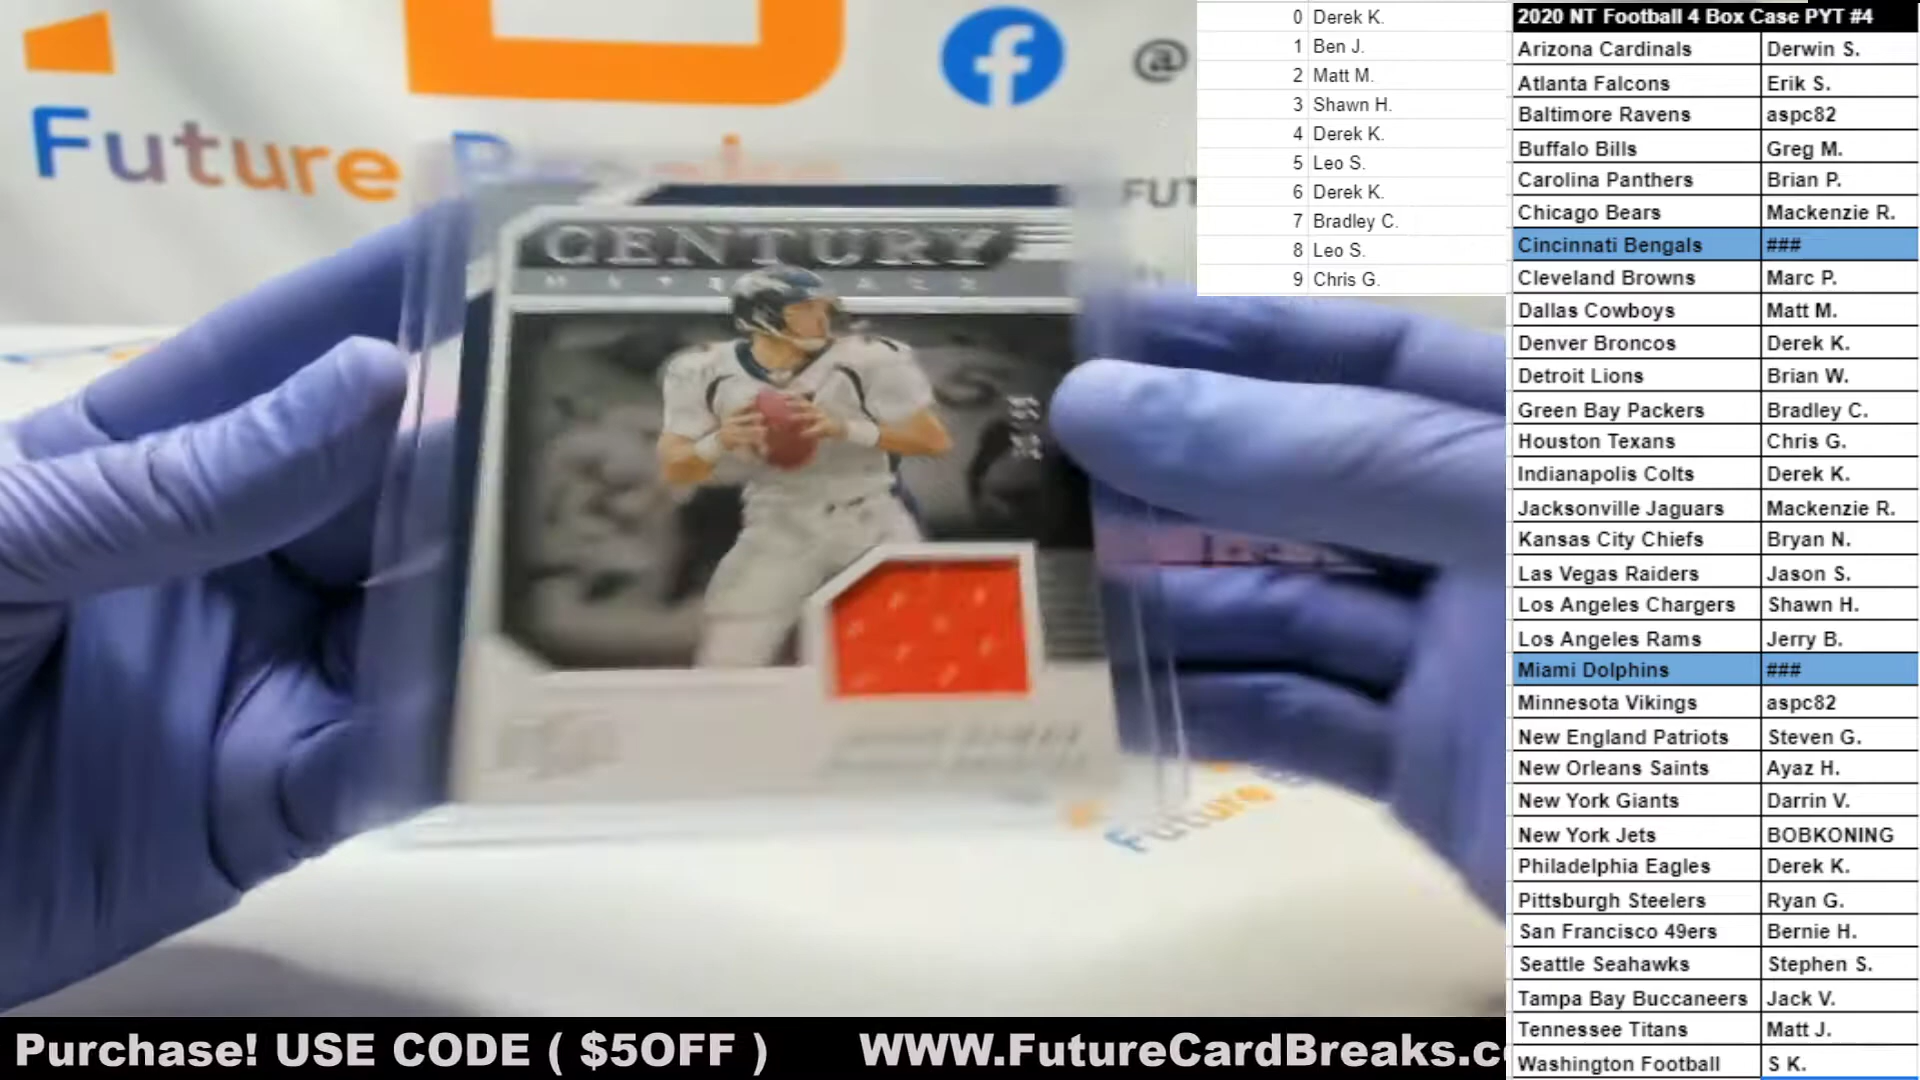 Future
@
FUT
CENTURY
Future
0 Derek K.
1 Ben J.
2 Matt M.
3 Shawn H.
4 Derek K.
5 Leo S.
6 Derek K.
7 Bradley C.
8 Leo S.
9 Chris G.
2020 NT Football 4 Box Case PYT #4
Arizona Cardinals Derwin S.
Atlanta Falcons Erik S.
Baltimore Ravens aspc82
Buffalo Bills Greg M.
Carolina Panthers Brian P.
Chicago Bears Mackenzie R.
Cincinnati Bengals ###
Cleveland Browns Marc P.
Dallas Cowboys Matt M.
Denver Broncos Derek K.
Detroit Lions Brian W.
Green Bay Packers Bradley C.
Houston Texans Chris G.
Indianapolis Colts Derek K.
Jacksonville Jaguars Mackenzie R.
Kansas City Chiefs Bryan N.
Las Vegas Raiders Jason S.
Los Angeles Chargers Shawn H.
Los Angeles Rams Jerry B.
Miami Dolphins ###
Minnesota Vikings aspc82
New England Patriots Steven G.
New Orleans Saints Ayaz H.
New York Giants Darrin V.
New York Jets BOBKONING
Philadelphia Eagles Derek K.
Pittsburgh Steelers Ryan G.
San Francisco 49ers Bernie H.
Seattle Seahawks Stephen S.
Tampa Bay Buccaneers Jack V.
Tennessee Titans Matt J.
Washington Football S K.
Purchase! USE CODE ( $5OFF ) WWW.FutureCardBreaks.c